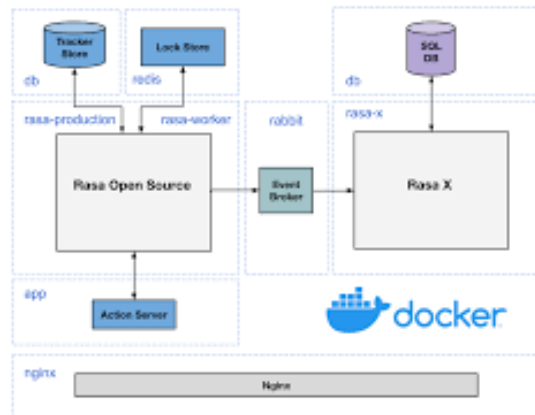 Tracker
Store
Lock Store
SQL
DB
db
redis
db
rasa-production
rasa-worker
rabbit
rasa-x
Rasa Open Source
Event
Broker
Rasa X
app
Action Server
docker
nginx
Nginx